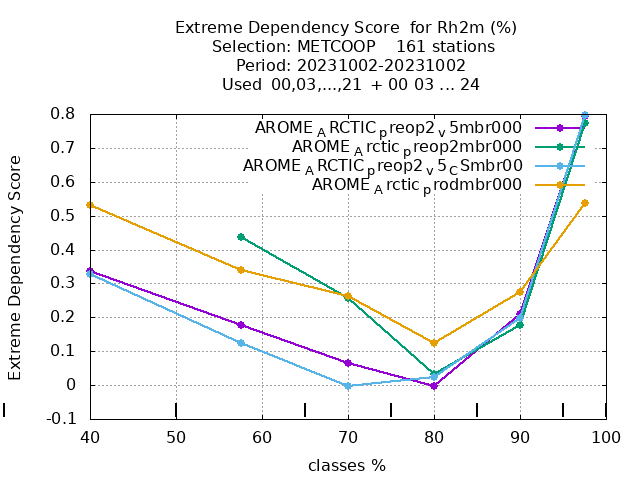 Extreme Dependency Score for Rh2m (%)
Selection: METCOOP 161 stations
Period: 20231002-20231002
Used 00,03,...,21 + 00 03 ... 24
AROME_ARCTIC_preop2_v5mbr000
AROME_Arctic_preop2mbr000
AROME_ARCTIC_preop2_v5_CSmbr00
AROME_Arctic_prodmbr000
Extreme Dependency Score
0.8
0.7
0.6
0.5
0.4
0.3
0.2
0.1
0
-0.1
40 50 60 70 80 90 100
classes %